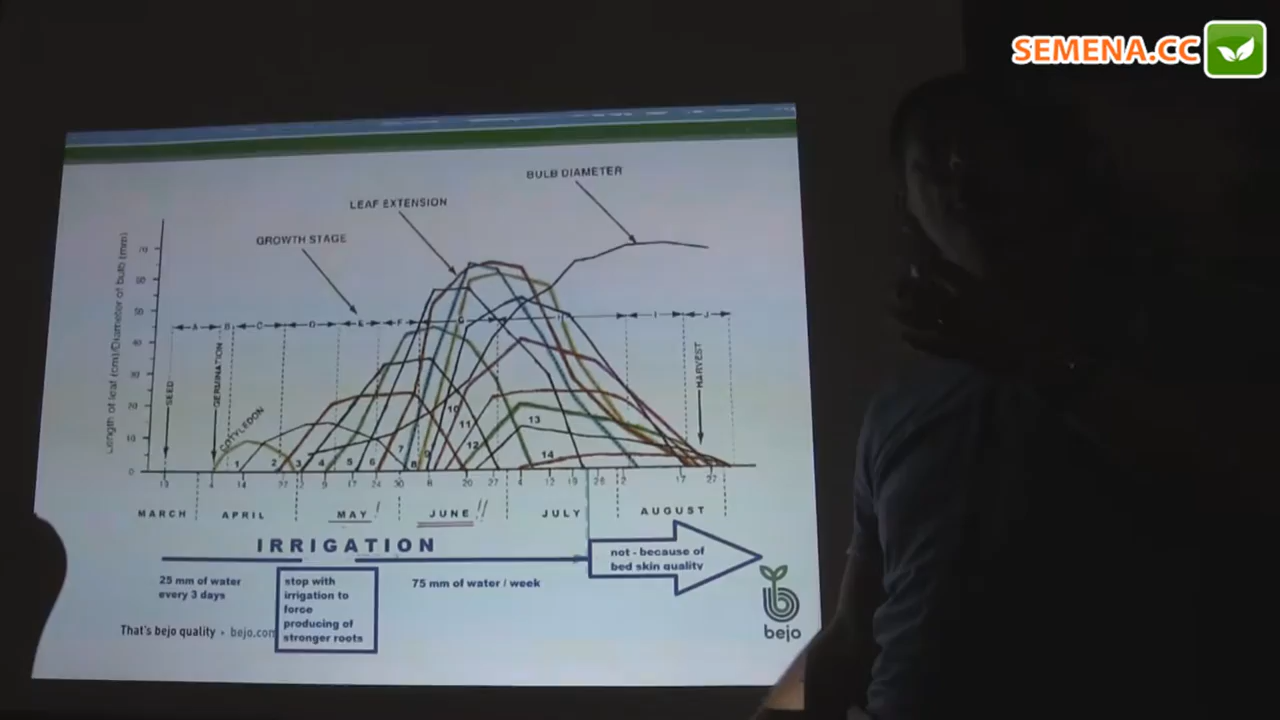 SEMENA.CC
BULB DIAMETER
LEAF EXTENSION
GROWTH STAGE
Length of leaf (cm)/Diameter of bulb (mm)
70
60
50
40
30
20
10
0
A B C D E F G I J
SEED
GERMINATION
COTYLEDON
HARVEST
1 2 3 4 5 6 7 8 9 10 11 12 13 14
13 4 14 27 2 9 17 24 30 8 20 27 4 12 19 26 2 17 27
MARCH APRIL MAY! JUNE!! JULY AUGUST
IRRIGATION
25 mm of water
every 3 days
stop with
irrigation to
force
producing of
stronger roots
75 mm of water / week
not - because of
bed skin quality
That's bejo quality • bejo.com
bejo